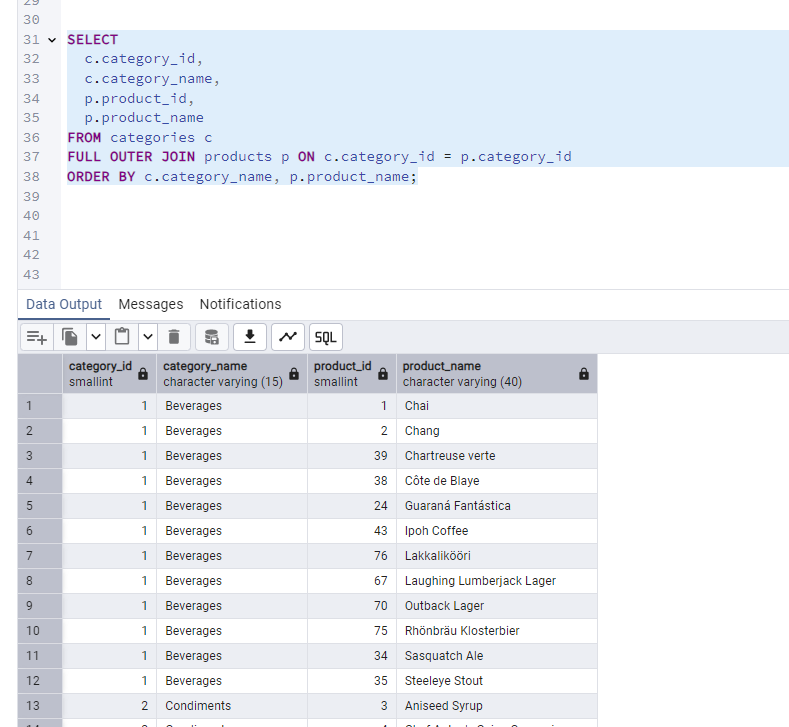 29
30
31 SELECT
32 c.category_id,
33 c.category_name,
34 p.product_id,
35 p.product_name
36 FROM categories c
37 FULL OUTER JOIN products p ON c.category_id = p.category_id
38 ORDER BY c.category_name, p.product_name;
39
40
41
42
43
Data Output Messages Notifications
SQL
category_id category_name product_id product_name
smallint character varying (15) smallint character varying (40)
1 1 Beverages 1 Chai
2 1 Beverages 2 Chang
3 1 Beverages 39 Chartreuse verte
4 1 Beverages 38 Côte de Blaye
5 1 Beverages 24 Guaraná Fantástica
6 1 Beverages 43 Ipoh Coffee
7 1 Beverages 76 Lakkalikööri
8 1 Beverages 67 Laughing Lumberjack Lager
9 1 Beverages 70 Outback Lager
10 1 Beverages 75 Rhönbräu Klosterbier
11 1 Beverages 34 Sasquatch Ale
12 1 Beverages 35 Steeleye Stout
13 2 Condiments 3 Aniseed Syrup